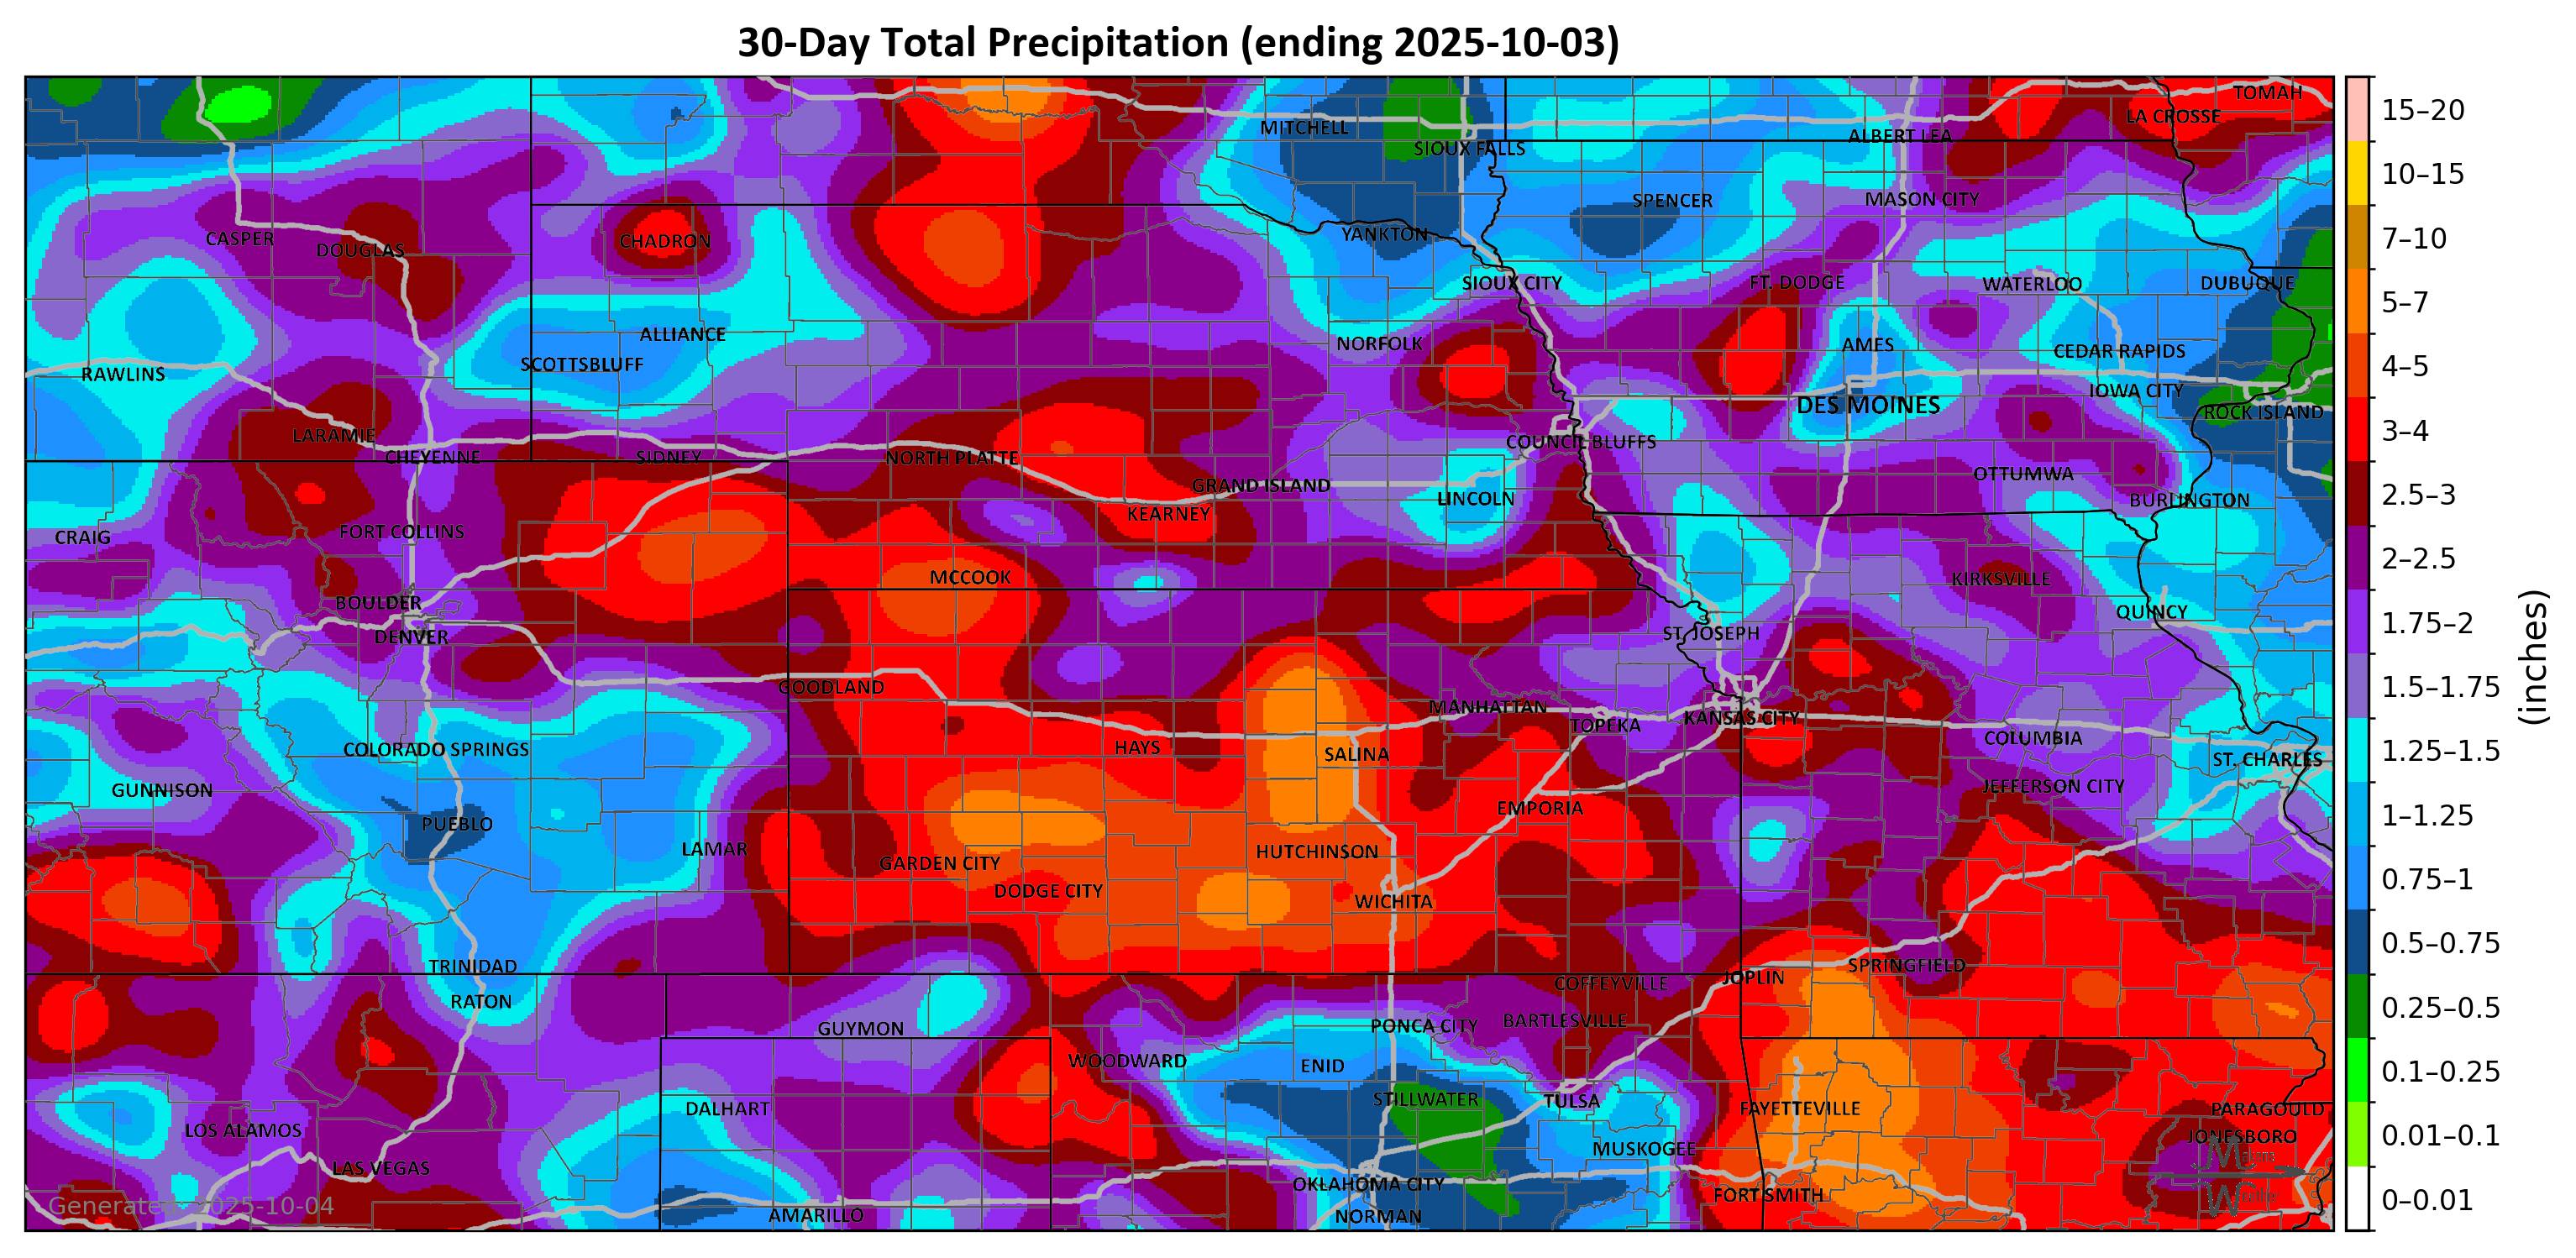 30-Day Total Precipitation (ending 2025-10-03)
TOMAH
LA CROSSE
MITCHELL
ALBERT LEA
SIOUX FALLS
SPENCER
MASON CITY
YANKTON
CASPER
CHADRON
DOUGLAS
SIOUX CITY
FT. DODGE
WATERLOO
DUBUQUE
ALLIANCE
NORFOLK
AMES
CEDAR RAPIDS
SCOTTSBLUFF
RAWLINS
IOWA CITY
DES MOINES
ROCK ISLAND
LARAMIE
COUNCIL BLUFFS
CHEYENNE
SIDNEY
NORTH PLATTE
OTTUMWA
GRAND ISLAND
LINCOLN
BURLINGTON
KEARNEY
FORT COLLINS
CRAIG
MCCOOK
KIRKSVILLE
BOULDER
QUINCY
DENVER
ST. JOSEPH
GOODLAND
MANHATTAN
TOPEKA
KANSAS CITY
COLUMBIA
COLORADO SPRINGS
HAYS
SALINA
ST. CHARLES
GUNNISON
JEFFERSON CITY
EMPORIA
PUEBLO
LAMAR
HUTCHINSON
GARDEN CITY
DODGE CITY
WICHITA
TRINIDAD
SPRINGFIELD
JOPLIN
COFFEYVILLE
RATON
BARTLESVILLE
GUYMON
PONCA CITY
WOODWARD
ENID
STILLWATER
TULSA
DALHART
FAYETTEVILLE
PARAGOULD
LOS ALAMOS
JONESBORO
MUSKOGEE
LAS VEGAS
OKLAHOMA CITY
FORT SMITH
AMARILLO
NORMAN
Generated: 2025-10-04
15–20
10–15
7–10
5–7
4–5
3–4
2.5–3
2–2.5
1.75–2
1.5–1.75
1.25–1.5
1–1.25
0.75–1
0.5–0.75
0.25–0.5
0.1–0.25
0.01–0.1
0–0.01
(inches)